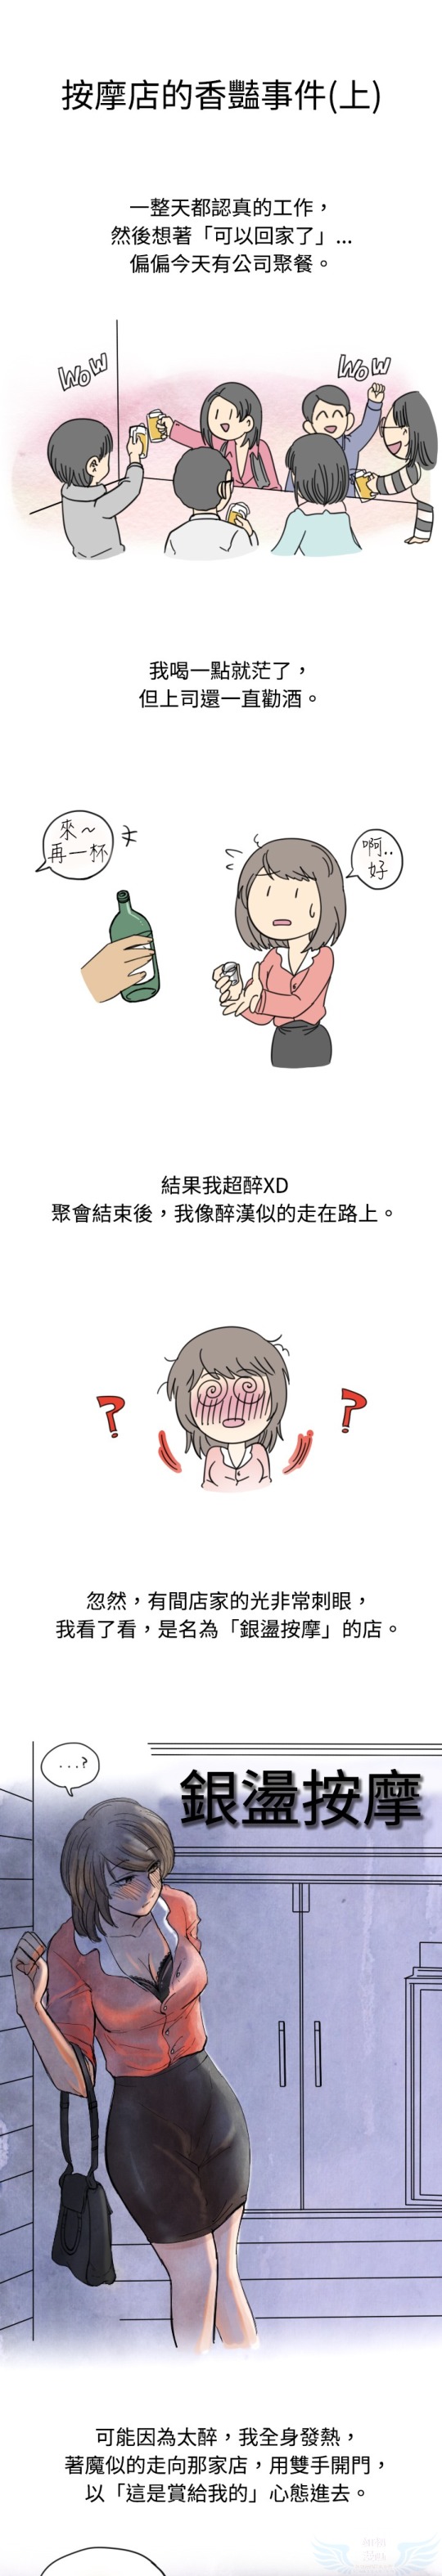 按摩店的香豔事件(上)
一整天都認真的工作，
然後想著「可以回家了」...
偏偏今天有公司聚餐。
WOW
WOW
我喝一點就茫了，
但上司還一直勸酒。
來～
再一杯
啊..
好
結果我超醉XD
聚會結束後，我像醉漢似的走在路上。
?
?
忽然，有間店家的光非常刺眼，
我看了看，是名為「銀盪按摩」的店。
...?
銀盪按摩
可能因為太醉，我全身發熱，
著魔似的走向那家店，用雙手開門，
以「這是賞給我的」心態進去。